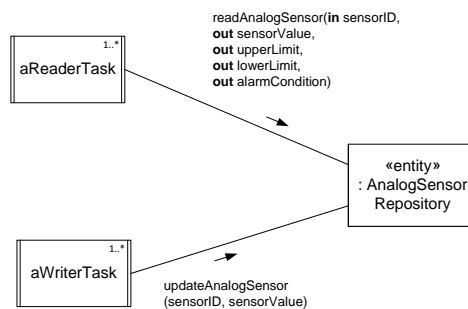 readAnalogSensor(in sensorID,
out sensorValue,
out upperLimit,
out lowerLimit,
out alarmCondition)
1..*
aReaderTask
«entity»
: AnalogSensor
Repository
1..*
aWriterTask
updateAnalogSensor
(sensorID, sensorValue)